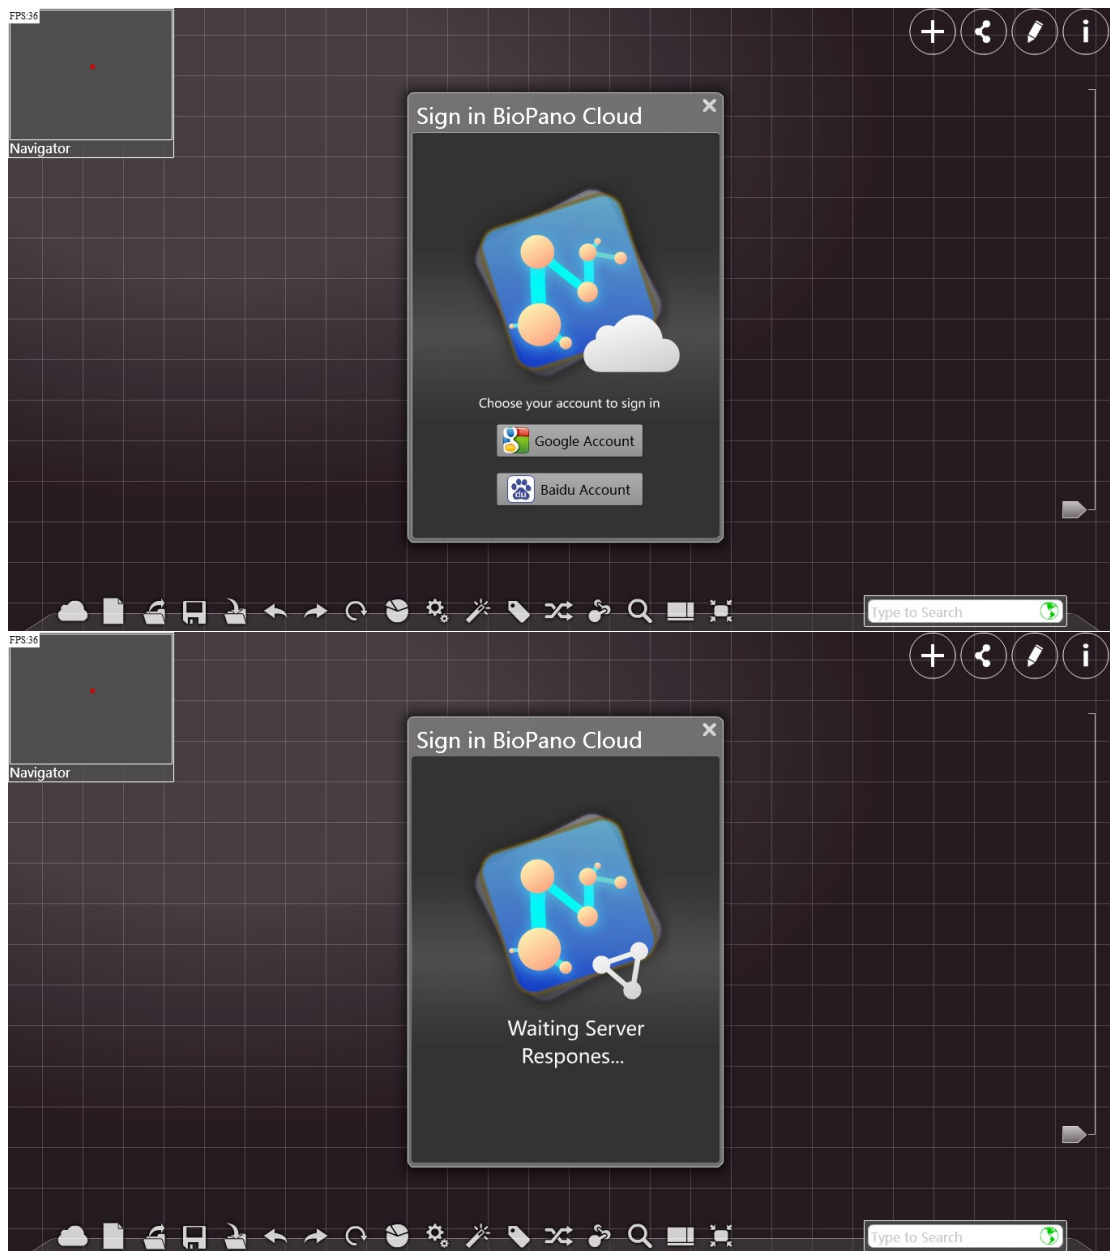 FPS:36
Navigator
Sign in BioPano Cloud
Choose your account to sign in
Google Account
du
Baidu Account
Type to Search
FPS:36
Navigator
Sign in BioPano Cloud
Waiting Server
Respones...
Type to Search